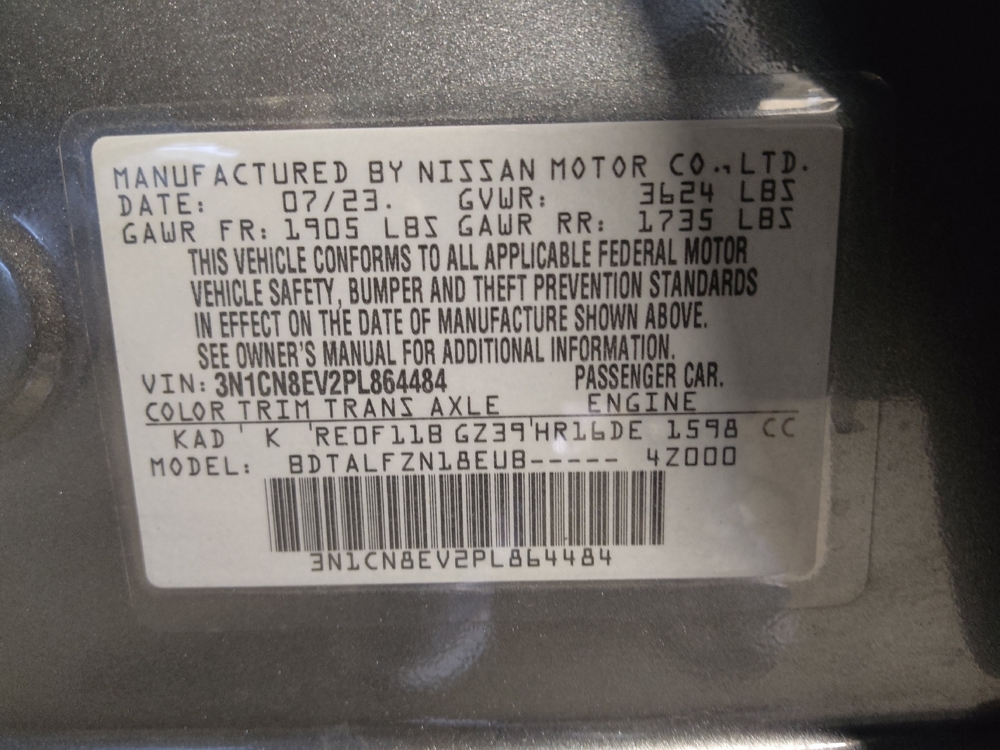 MANUFACTURED BY NISSAN MOTOR CO., LTD.
DATE: 07/23. GVWR: 3624 LBS
GAWR FR: 1905 LBS GAWR RR: 1735 LBS
THIS VEHICLE CONFORMS TO ALL APPLICABLE FEDERAL MOTOR
VEHICLE SAFETY, BUMPER AND THEFT PREVENTION STANDARDS
IN EFFECT ON THE DATE OF MANUFACTURE SHOWN ABOVE.
SEE OWNER'S MANUAL FOR ADDITIONAL INFORMATION.
VIN: 3N1CN8EV2PL864484 PASSENGER CAR.
COLOR TRIM TRANS AXLE ENGINE
KAD ' K 'RE0F11B GZ39'HR16DE 1598 CC
MODEL: BDTALFZN18EUB----- 4Z000
3N1CN8EV2PL864484